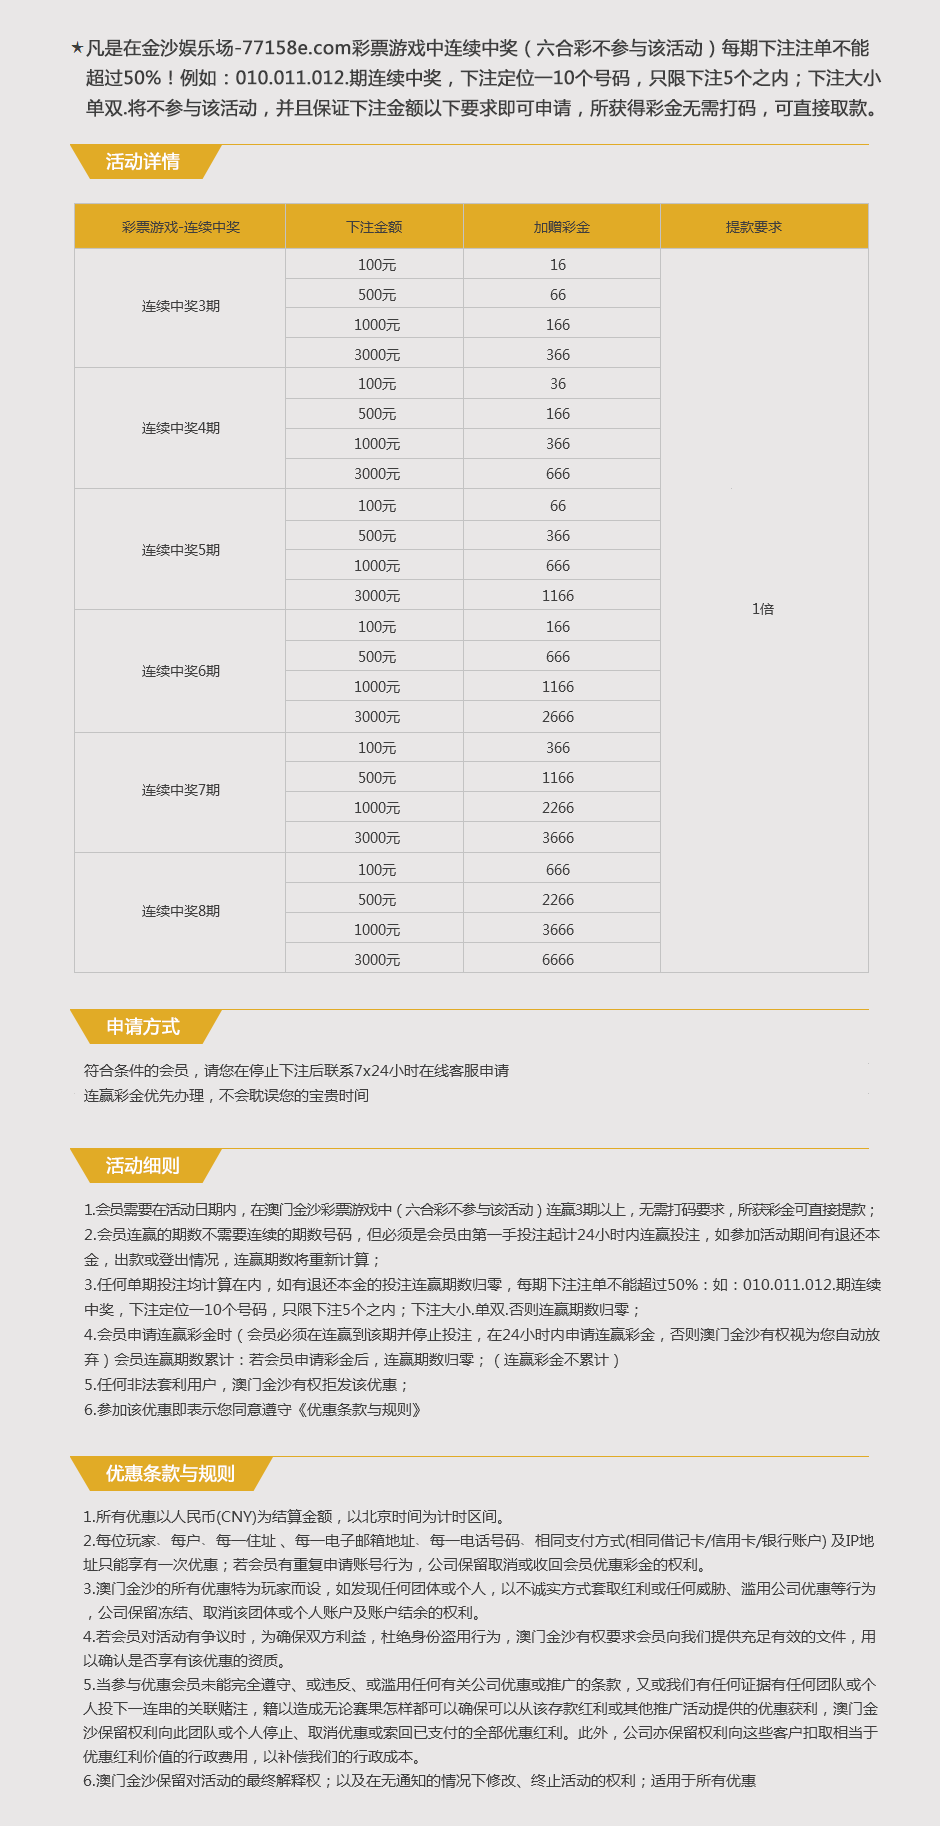 ★凡是在金沙娱乐场-77158e.com彩票游戏中连续中奖（六合彩不参与该活动）每期下注注单不能
超过50%！例如：010.011.012.期连续中奖，下注定位一10个号码，只限下注5个之内；下注大小
单双.将不参与该活动，并且保证下注金额以下要求即可申请，所获得彩金无需打码，可直接取款。
活动详情
彩票游戏-连续中奖 下注金额 加赠彩金 提款要求
连续中奖3期
100元 16
500元 66
1000元 166
3000元 366
连续中奖4期
100元 36
500元 166
1000元 366
3000元 666
连续中奖5期
100元 66
500元 366
1000元 666
3000元 1166
1倍
连续中奖6期
100元 166
500元 666
1000元 1166
3000元 2666
连续中奖7期
100元 366
500元 1166
1000元 2266
3000元 3666
连续中奖8期
100元 666
500元 2266
1000元 3666
3000元 6666
申请方式
符合条件的会员，请您在停止下注后联系7x24小时在线客服申请
连赢彩金优先办理，不会耽误您的宝贵时间
活动细则
1.会员需要在活动日期内，在澳门金沙彩票游戏中（六合彩不参与该活动）连赢3期以上，无需打码要求，所获彩金可直接提款；
2.会员连赢的期数不需要连续的期数号码，但必须是会员由第一手投注起计24小时内连赢投注，如参加活动期间有退还本
金，出款或登出情况，连赢期数将重新计算；
3.任何单期投注均计算在内，如有退还本金的投注连赢期数归零，每期下注注单不能超过50%：如：010.011.012.期连续
中奖，下注定位一10个号码，只限下注5个之内；下注大小.单双.否则连赢期数归零；
4.会员申请连赢彩金时（会员必须在连赢到该期并停止投注，在24小时内申请连赢彩金，否则澳门金沙有权视为您自动放
弃）会员连赢期数累计：若会员申请彩金后，连赢期数归零；（连赢彩金不累计）
5.任何非法套利用户，澳门金沙有权拒发该优惠；
6.参加该优惠即表示您同意遵守《优惠条款与规则》
优惠条款与规则
1.所有优惠以人民币(CNY)为结算金额，以北京时间为计时区间。
2.每位玩家、每户、每一住址 、每一电子邮箱地址、每一电话号码、相同支付方式(相同借记卡/信用卡/银行账户) 及IP地
址只能享有一次优惠；若会员有重复申请账号行为，公司保留取消或收回会员优惠彩金的权利。
3.澳门金沙的所有优惠特为玩家而设，如发现任何团体或个人，以不诚实方式套取红利或任何威胁、滥用公司优惠等行为
，公司保留冻结、取消该团体或个人账户及账户结余的权利。
4.若会员对活动有争议时，为确保双方利益，杜绝身份盗用行为，澳门金沙有权要求会员向我们提供充足有效的文件，用
以确认是否享有该优惠的资质。
5.当参与优惠会员未能完全遵守、或违反、或滥用任何有关公司优惠或推广的条款，又或我们有任何证据有任何团队或个
人投下一连串的关联赌注，籍以造成无论赛果怎样都可以确保可以从该存款红利或其他推广活动提供的优惠获利，澳门金
沙保留权利向此团队或个人停止、取消优惠或索回已支付的全部优惠红利。此外，公司亦保留权利向这些客户扣取相当于
优惠红利价值的行政费用，以补偿我们的行政成本。
6.澳门金沙保留对活动的最终解释权；以及在无通知的情况下修改、终止活动的权利；适用于所有优惠